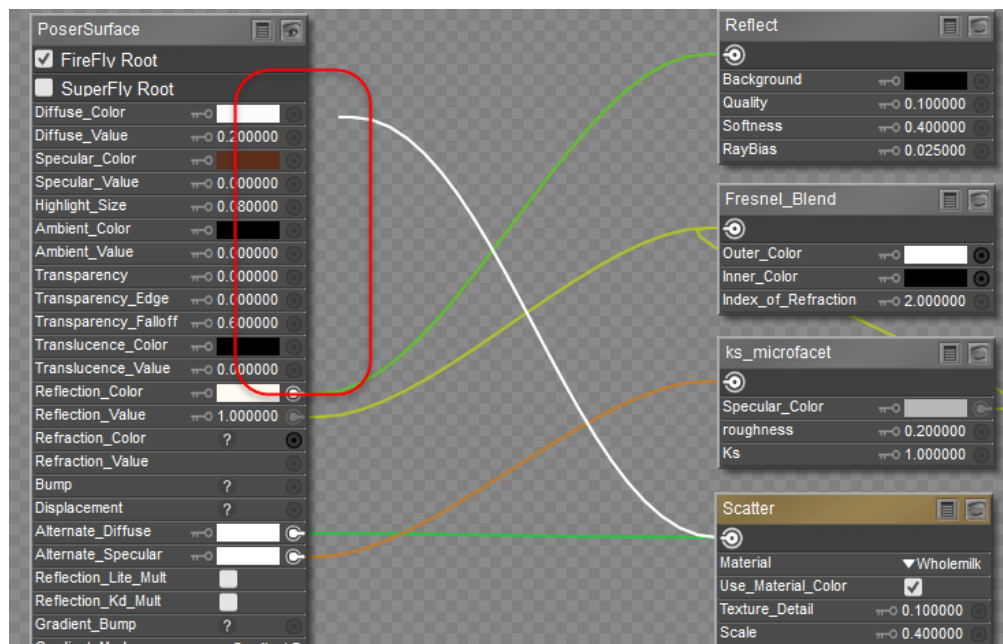 PoserSurface
FireFly Root
SuperFly Root
Diffuse_Color
Diffuse_Value 0.200000
Specular_Color
Specular_Value 0.000000
Highlight_Size 0.080000
Ambient_Color
Ambient_Value 0.000000
Transparency 0.000000
Transparency_Edge 0.000000
Transparency_Falloff 0.600000
Translucence_Color
Translucence_Value 0.000000
Reflection_Color
Reflection_Value 1.000000
Refraction_Color ?
Refraction_Value
Bump ?
Displacement ?
Alternate_Diffuse
Alternate_Specular
Reflection_Lite_Mult
Reflection_Kd_Mult
Gradient_Bump ?
Reflect
Background
Quality 0.100000
Softness 0.400000
RayBias 0.025000
Fresnel_Blend
Outer_Color
Inner_Color
Index_of_Refraction 2.000000
ks_microfacet
Specular_Color
roughness 0.200000
Ks 1.000000
Scatter
Material Wholemilk
Use_Material_Color
Texture_Detail 0.100000
Scale 0.400000